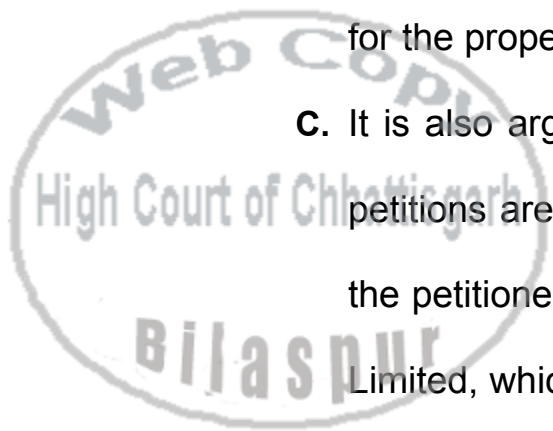 for the prope
C. It is also arg
petitions are
the petitione
Limited, whic
Web Copy
High Court of Chhattisgarh
Bilaspur